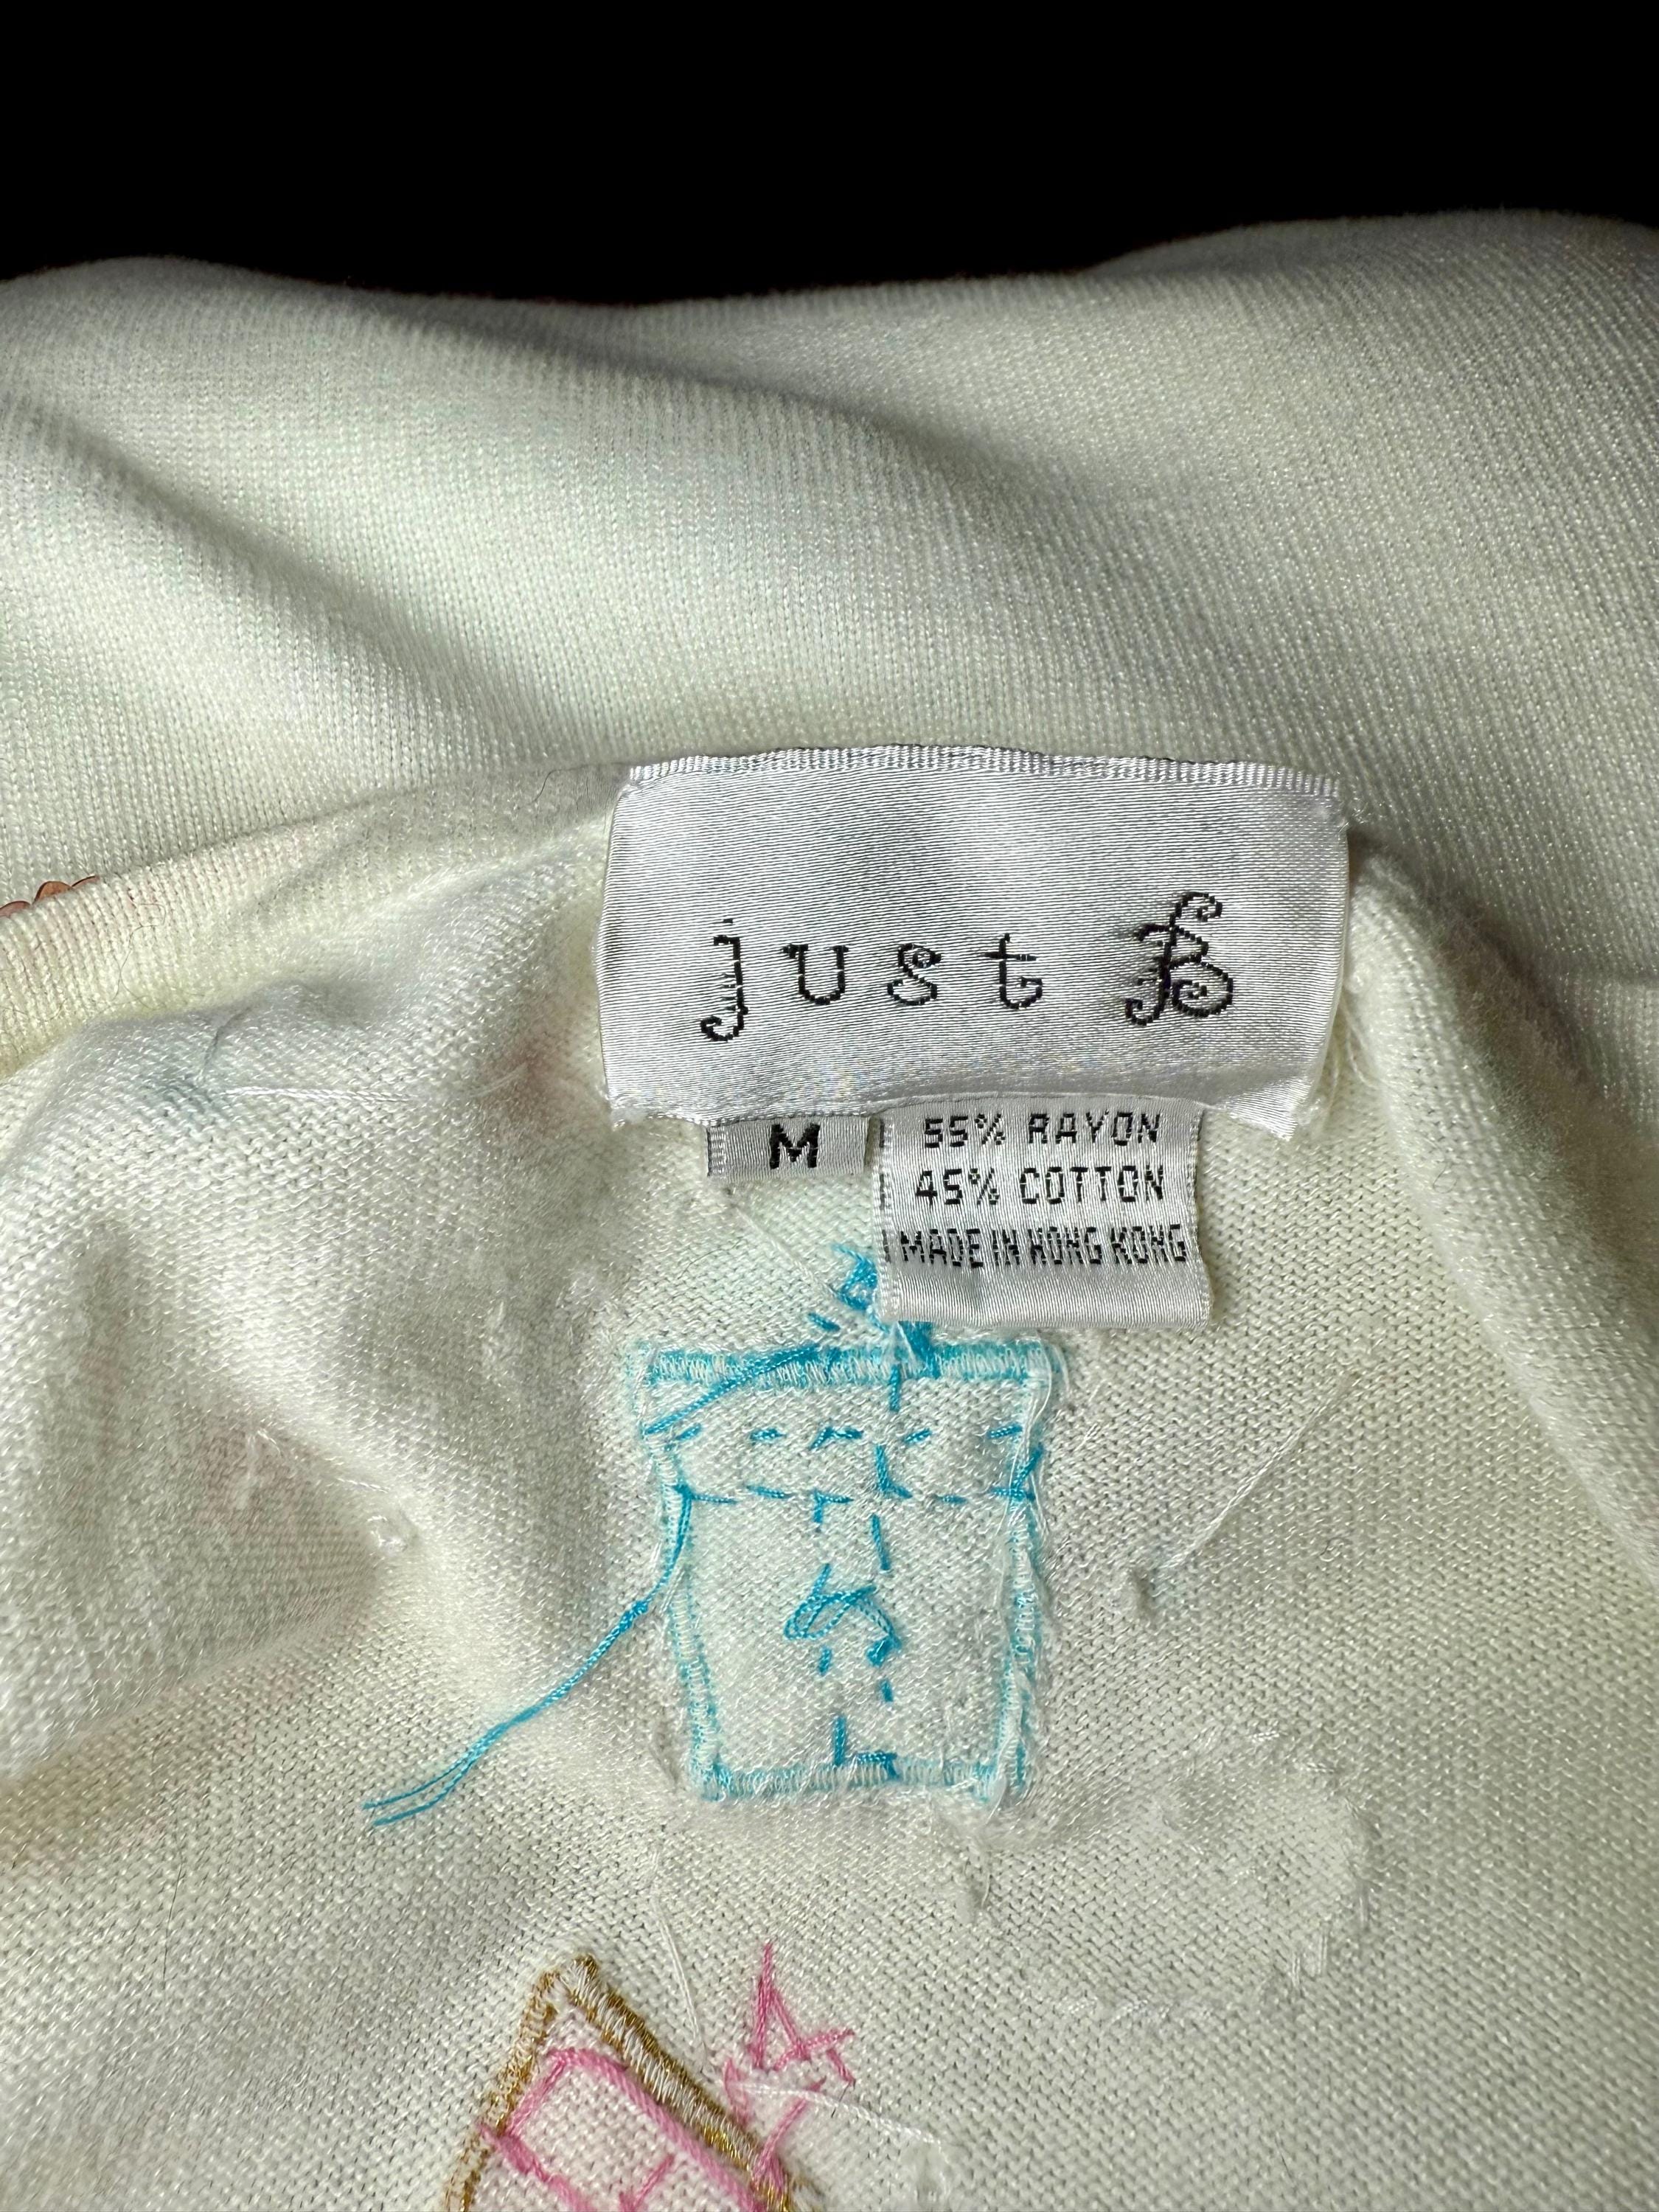 just B
M
55% RAYON
45% COTTON
MADE IN HONG KONG